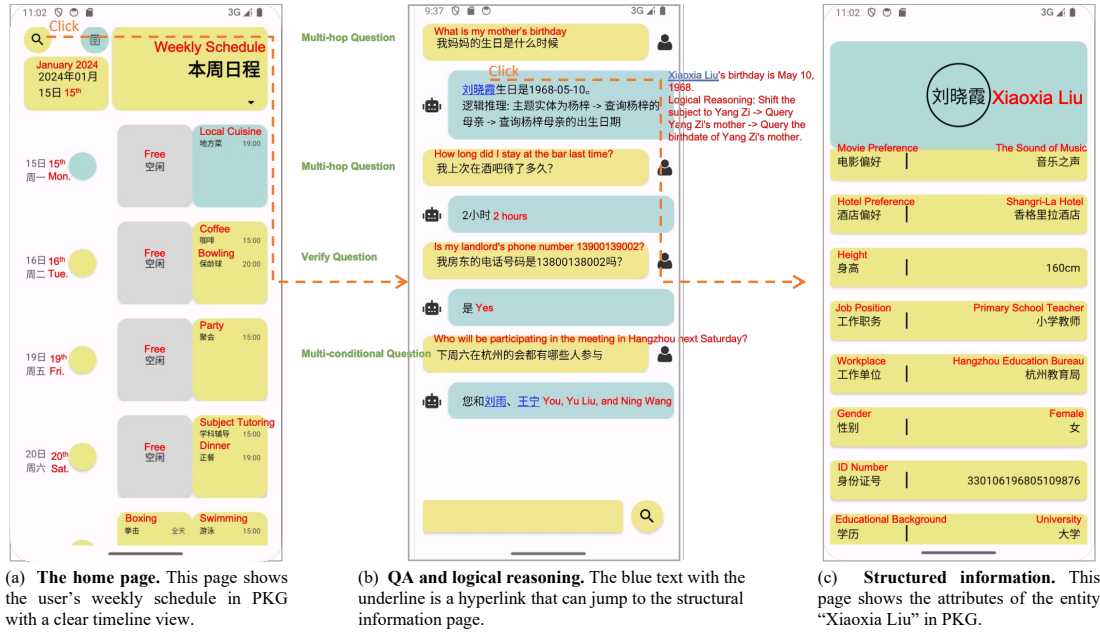 11:02
3G
Click
Weekly Schedule
本周日程
January 2024
2024年01月
15日 15th
Local Cuisine
地方菜 19:00
Free
空闲
15日 15th
周一 Mon.
Coffee
咖啡 15:00
Bowling
保龄球 20:00
Free
空闲
16日 16th
周二 Tue.
Party
聚会 15:00
Free
空闲
19日 19th
周五 Fri.
Subject Tutoring
学科辅导 15:00
Dinner
正餐 19:00
Free
空闲
20日 20th
周六 Sat.
Boxing
拳击 全天
Swimming
游泳 15:00
(a) The home page. This page shows
the user's weekly schedule in PKG
with a clear timeline view.
9:37
3G
Multi-hop Question
What is my mother's birthday
我妈妈的生日是什么时候
Click
刘晓霞生日是1968-05-10。
逻辑推理: 主题实体为杨梓 -> 查询杨梓的
母亲 -> 查询杨梓母亲的出生日期
Xiaoxia Liu's birthday is May 10,
1968.
Logical Reasoning: Shift the
subject to Yang Zi -> Query
Yang Zi's mother -> Query the
birthdate of Yang Zi's mother.
Multi-hop Question
How long did I stay at the bar last time?
我上次在酒吧待了多久?
2小时 2 hours
Verify Question
Is my landlord's phone number 13900139002?
我房东的电话号码是13800138002吗?
是 Yes
Multi-conditional Question
Who will be participating in the meeting in Hangzhou next Saturday?
下周六在杭州的会都有哪些人参与
您和刘雨、王宁 You, Yu Liu, and Ning Wang
(b) QA and logical reasoning. The blue text with the
underline is a hyperlink that can jump to the structural
information page.
11:02
3G
刘晓霞 Xiaoxia Liu
Movie Preference The Sound of Music
电影偏好 音乐之声
Hotel Preference Shangri-La Hotel
酒店偏好 香格里拉酒店
Height
身高 160cm
Job Position Primary School Teacher
工作职务 小学教师
Workplace Hangzhou Education Bureau
工作单位 杭州教育局
Gender Female
性别 女
ID Number
身份证号 330106196805109876
Educational Background University
学历 大学
(c) Structured information. This
page shows the attributes of the entity
“Xiaoxia Liu” in PKG.